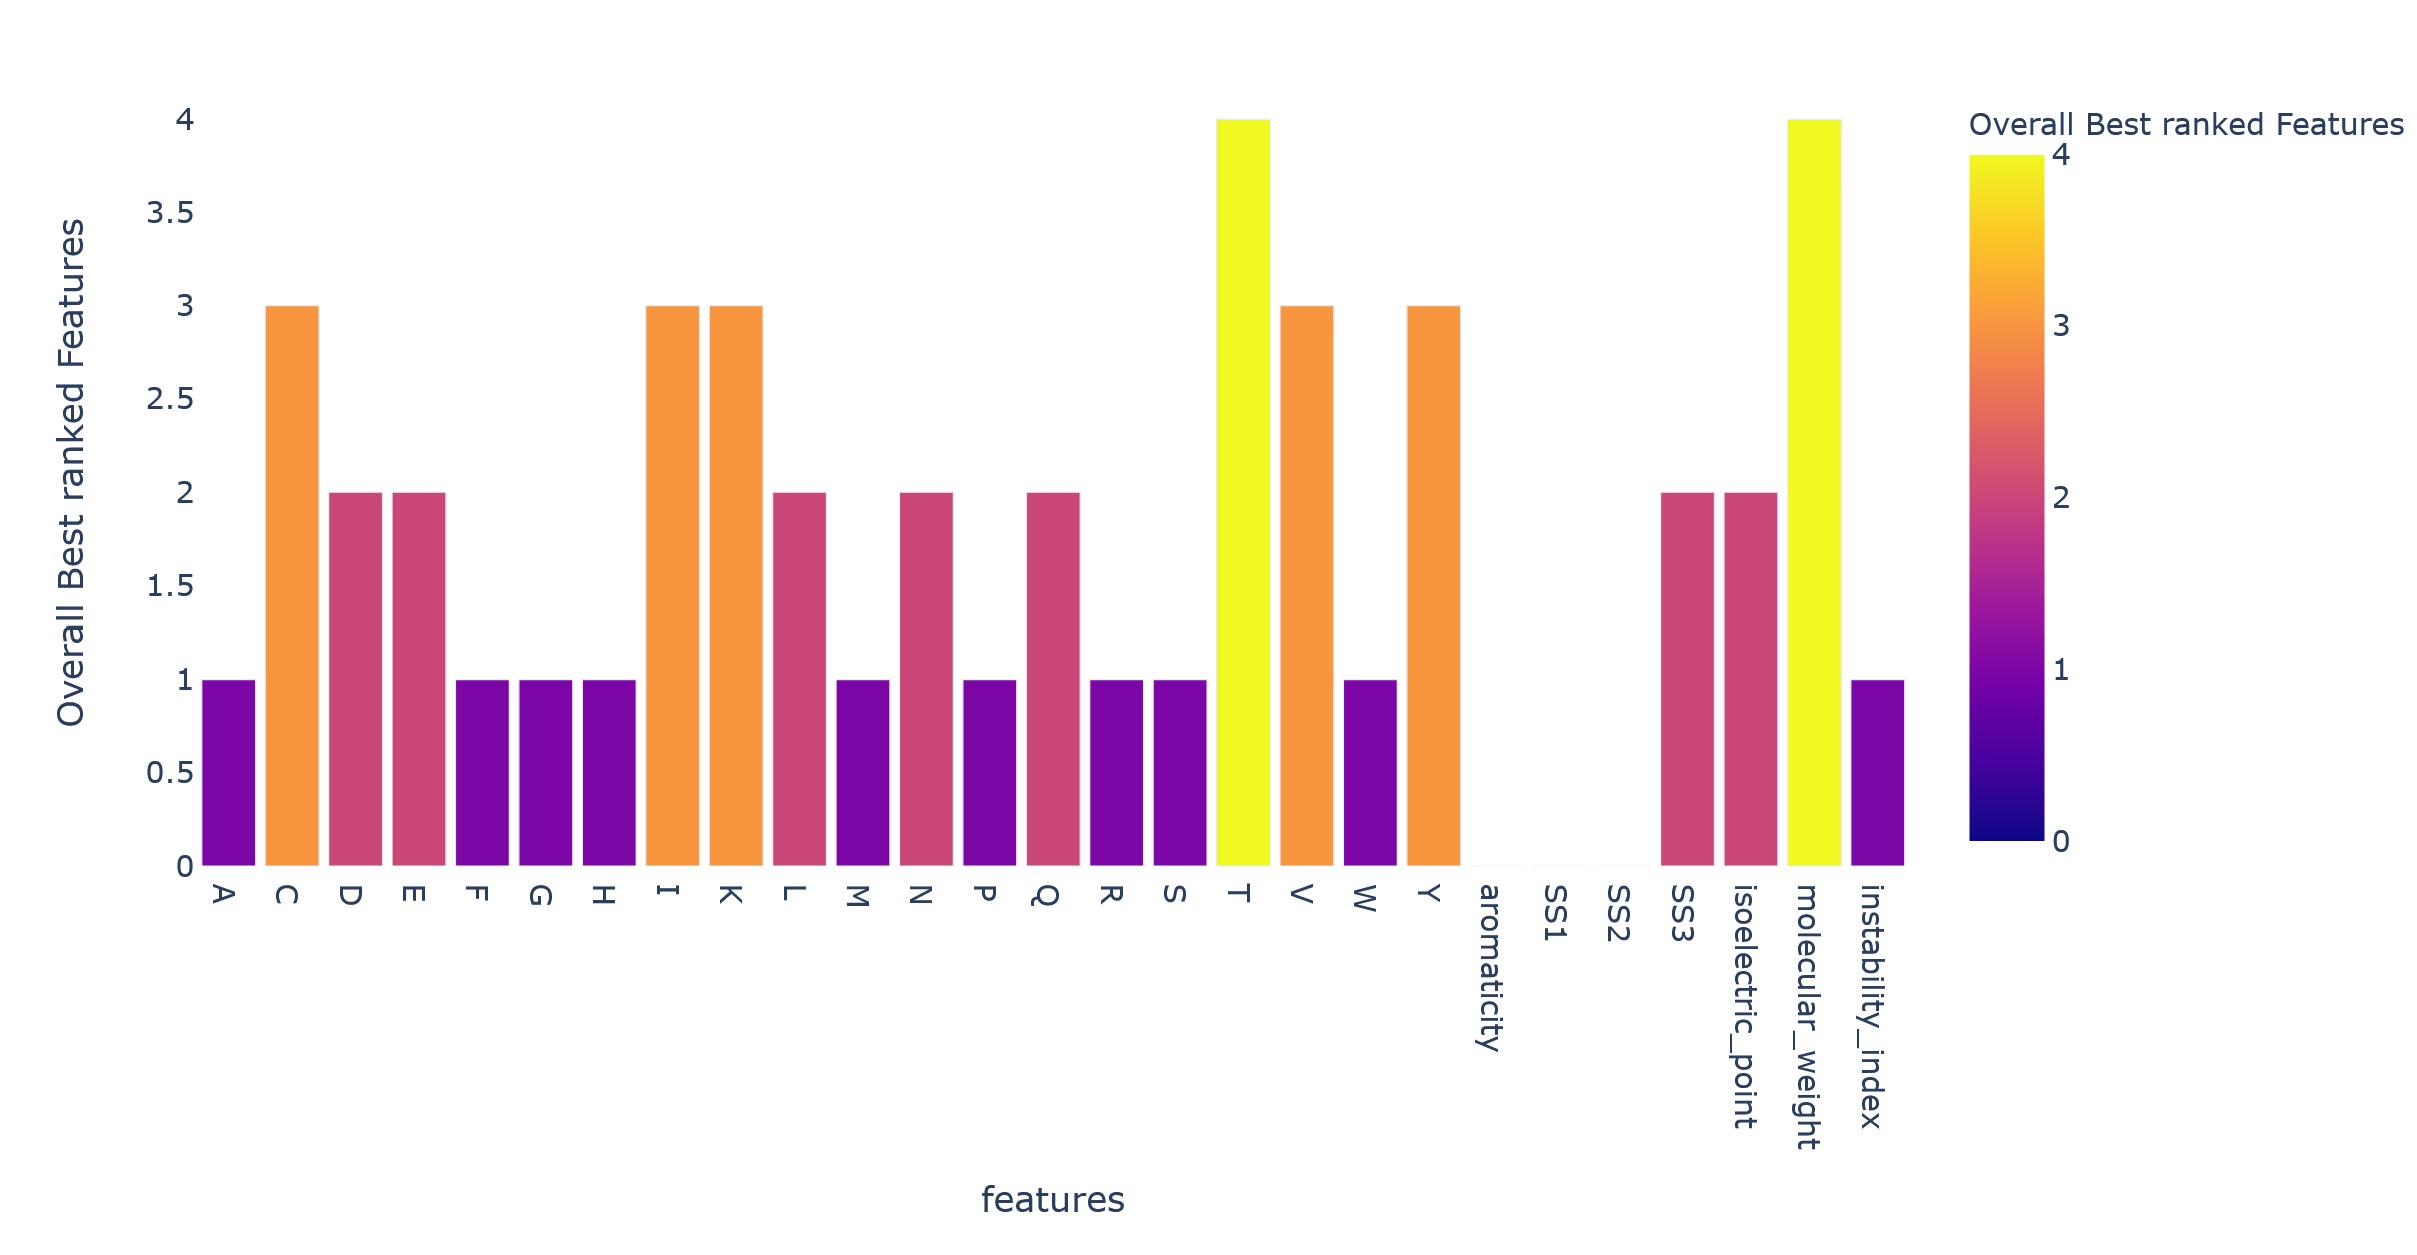 Overall Best ranked Features
4
3.5
3
2.5
2
1.5
1
0.5
0
A
C
D
E
F
G
H
I
K
L
M
N
P
Q
R
S
T
V
W
Y
aromaticity
SS1
SS2
SS3
isoelectric_point
molecular_weight
instability_index
features
Overall Best ranked Features
4
3
2
1
0